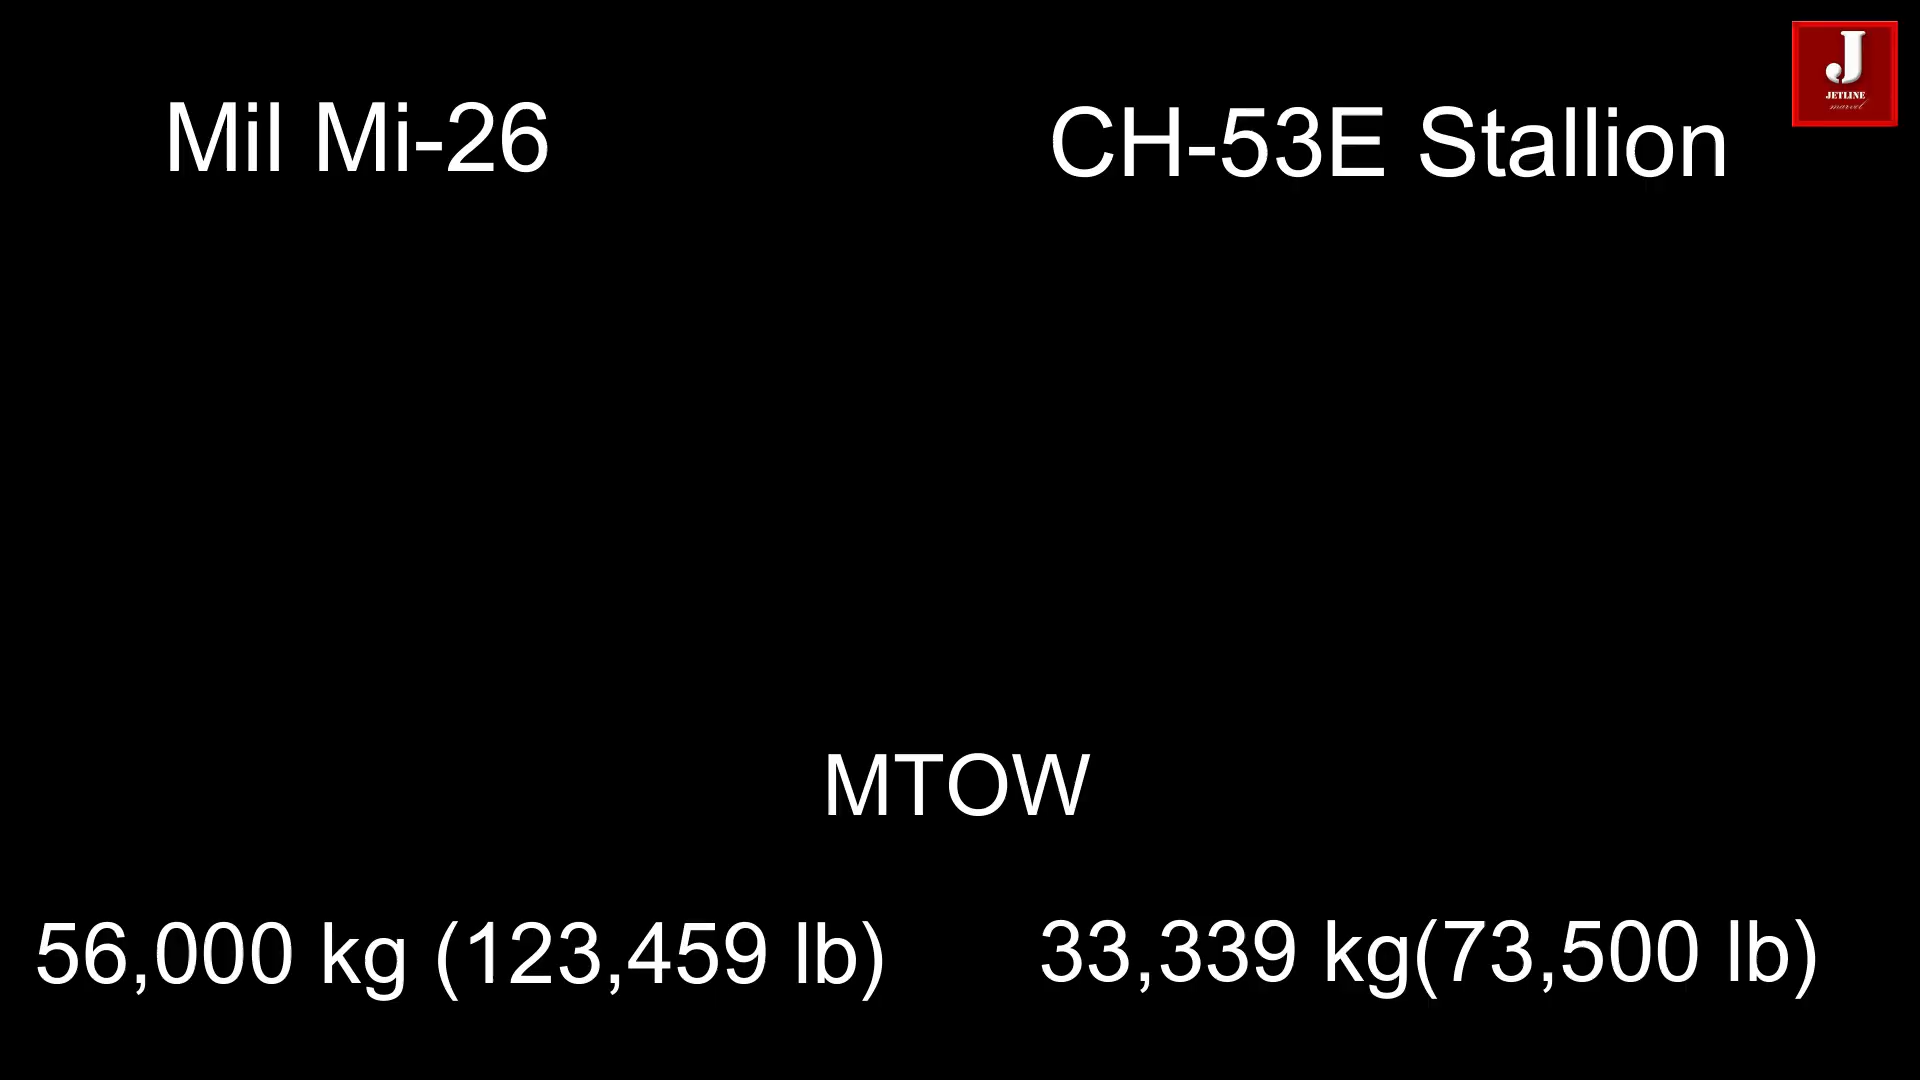 J
JETLINE
marvel
Mil Mi-26
CH-53E Stallion
MTOW
56,000 kg (123,459 lb)
33,339 kg(73,500 lb)